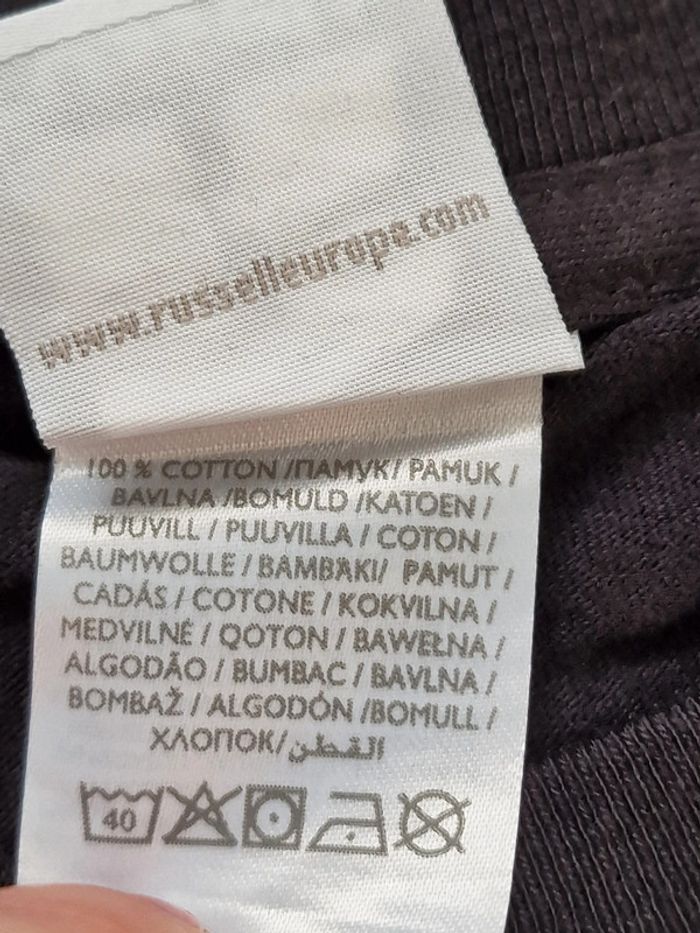 www.russelleurope.com
100 % COTTON /ПАМУК/ PAMUK /
BAVLNA /BOMULD /KATOEN /
PUUVILL / PUUVILLA / COTON /
BAUMWOLLE / BAMBAKI/ PAMUT /
CADÁS / COTONE / KOKVILNA /
MEDVILNĖ / QOTON / BAWEŁNA /
ALGODÃO / BUMBAC / BAVLNA /
BOMBAŽ / ALGODÓN /BOMULL /
ХЛОПОК/القطن
40